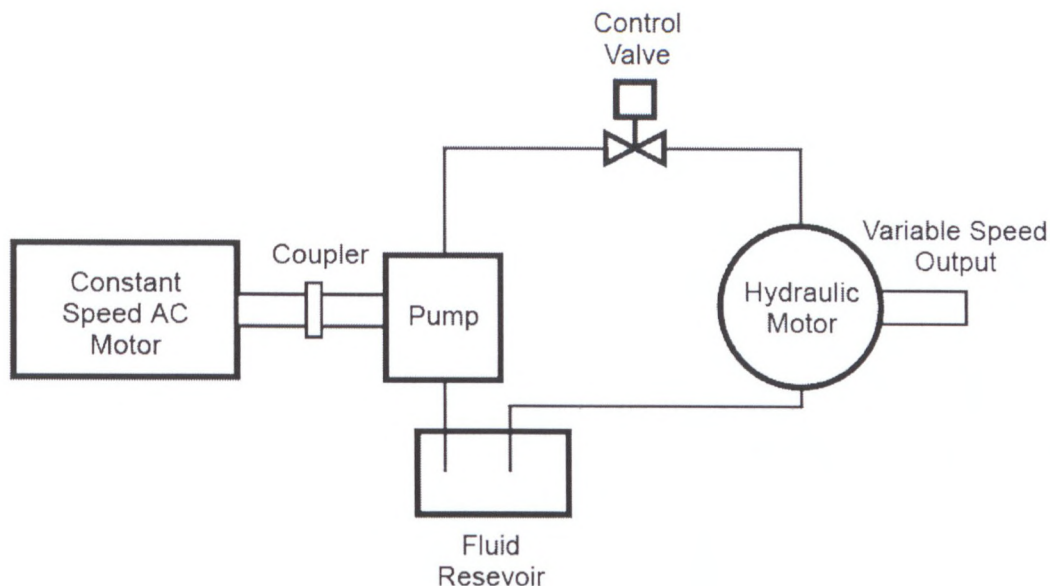 Control
Valve
Constant
Speed AC
Motor
Coupler
Pump
Hydraulic
Motor
Variable Speed
Output
Fluid
Resevoir